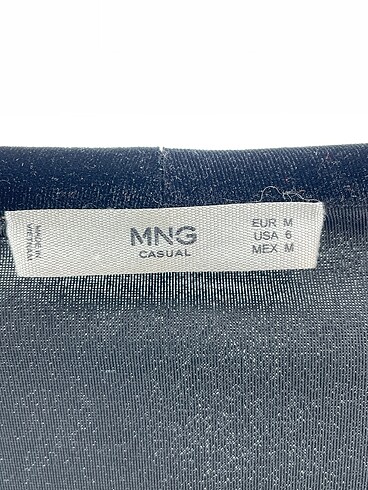 MADE IN
VIETNAM
MNG
CASUAL
EUR M
USA 6
MEX M